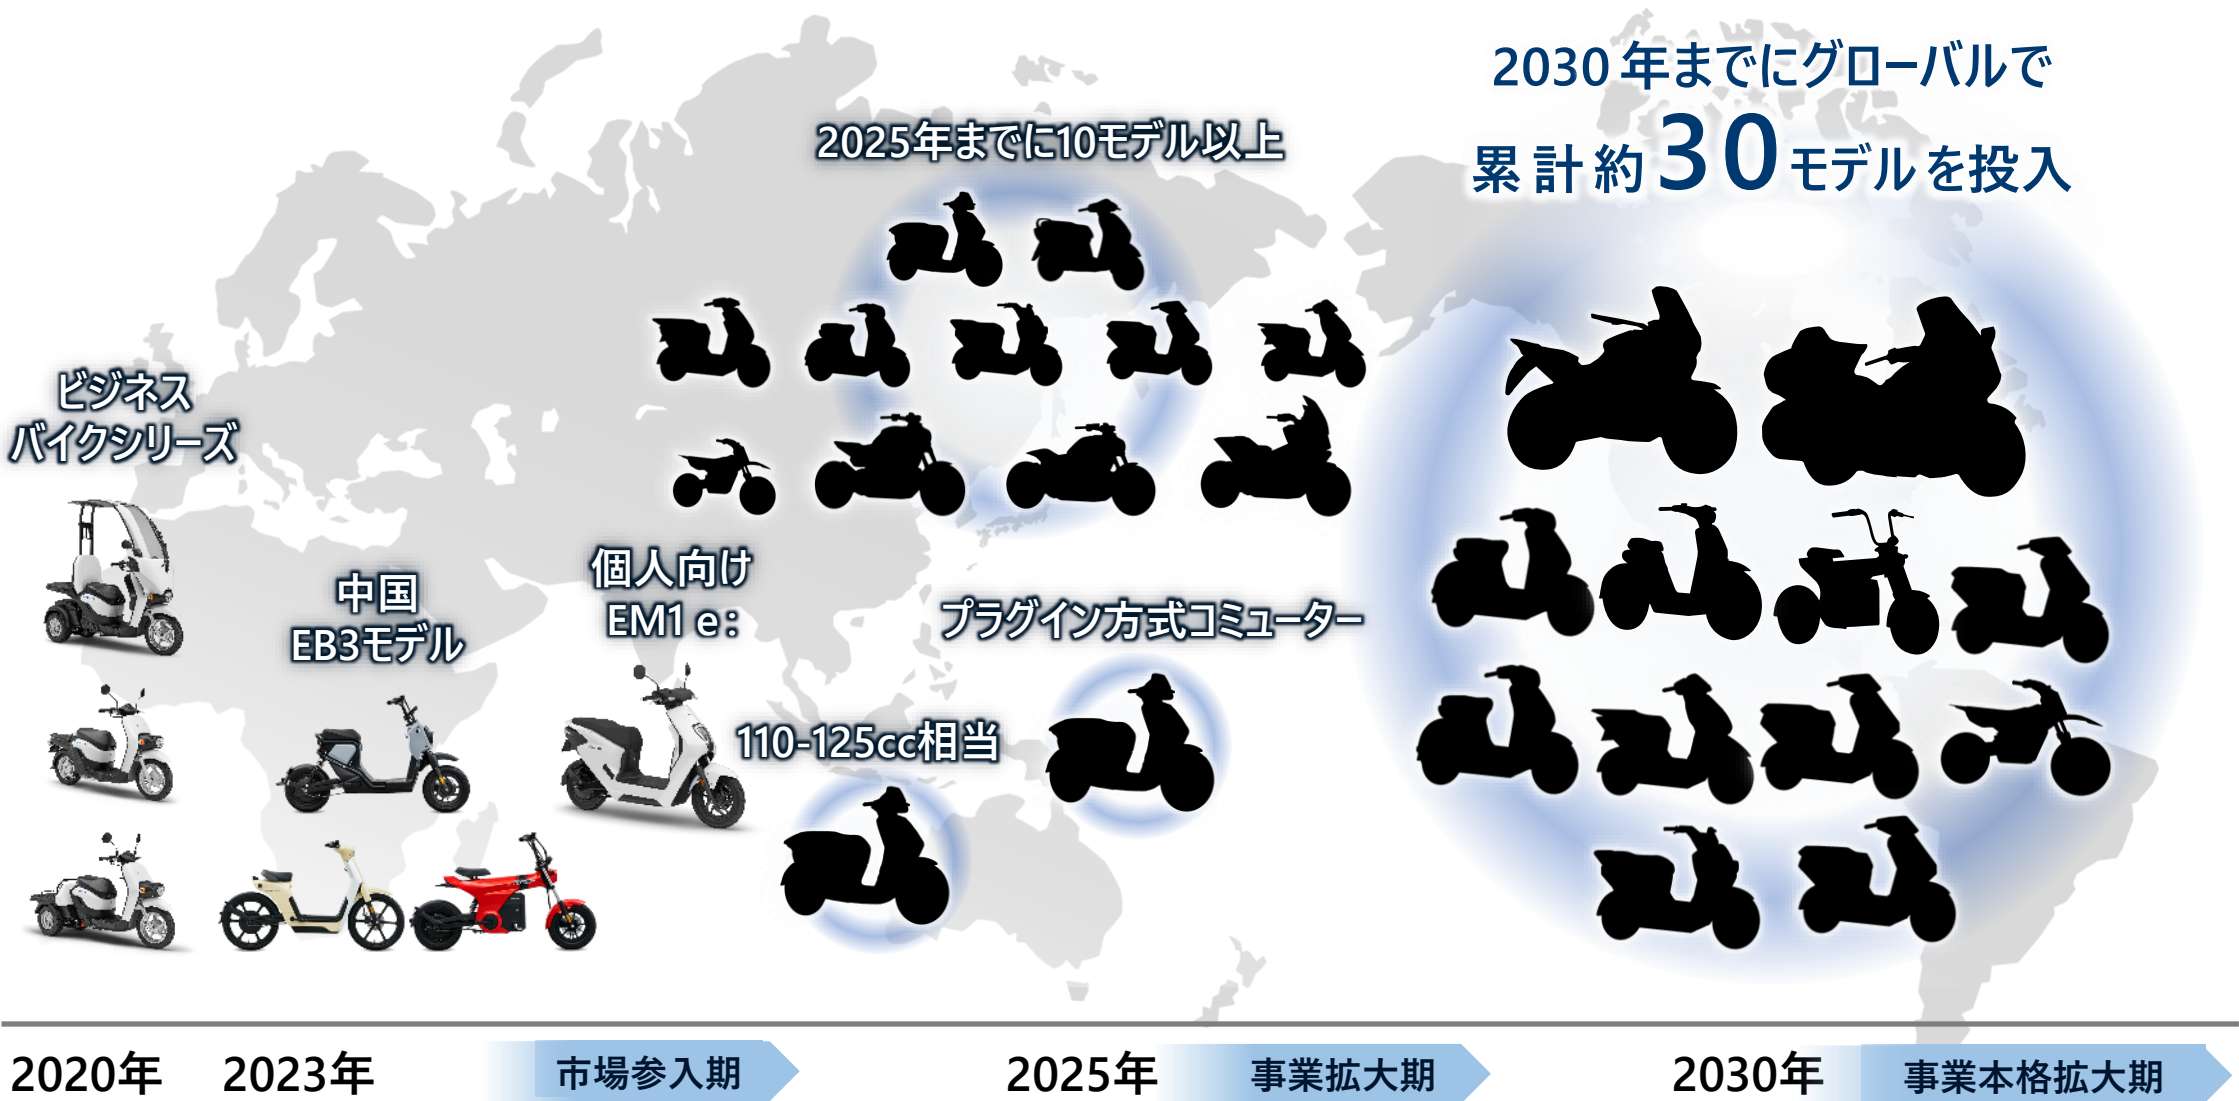 2030年までにグローバルで
累計約30モデルを投入
2025年までに10モデル以上
ビジネス
バイクシリーズ
中国
EB3モデル
個人向け
EM1 e:
プラグイン方式コミューター
110-125cc相当
2020年
2023年
市場参入期
2025年
事業拡大期
2030年
事業本格拡大期